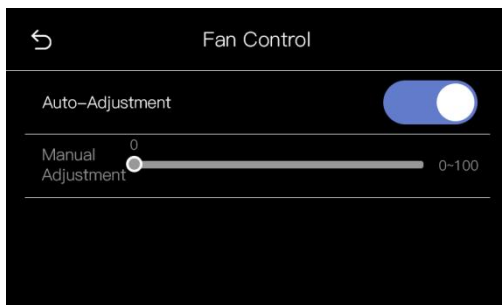 Fan Control
Auto-Adjustment
0
Manual
Adjustment
0~100